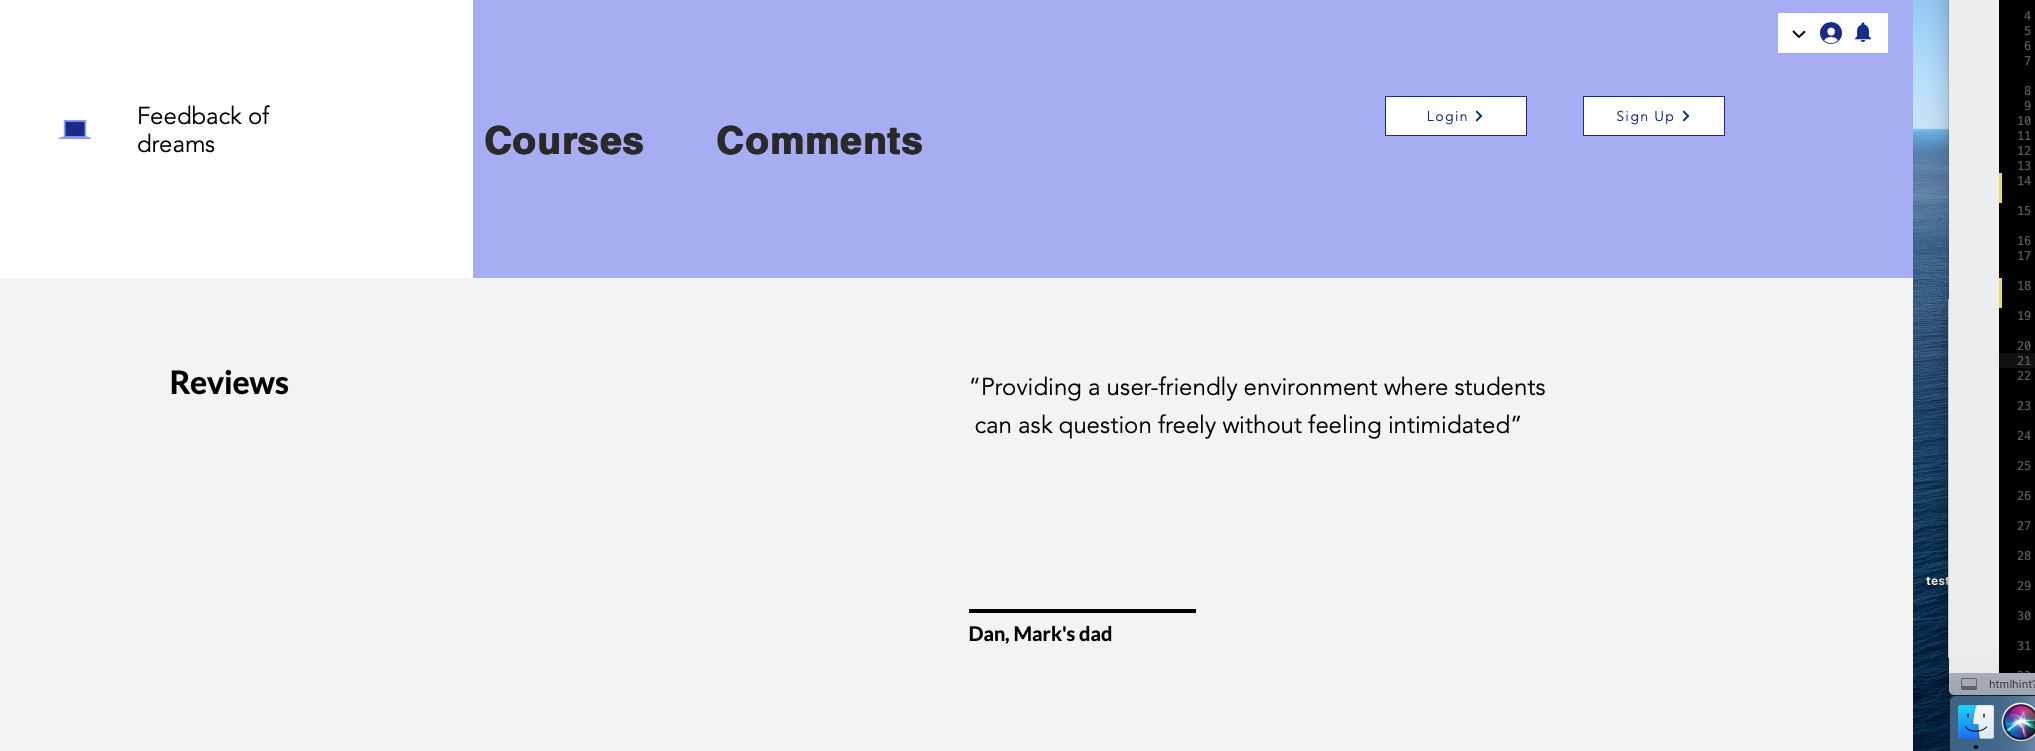 Feedback of
dreams
Courses
Comments
Login
Sign Up
Reviews
“Providing a user-friendly environment where students
can ask question freely without feeling intimidated”
Dan, Mark's dad
4
5
6
7
8
9
10
11
12
13
14
15
16
17
18
19
20
21
22
23
24
25
26
27
28
29
30
31
test
htmlhint?